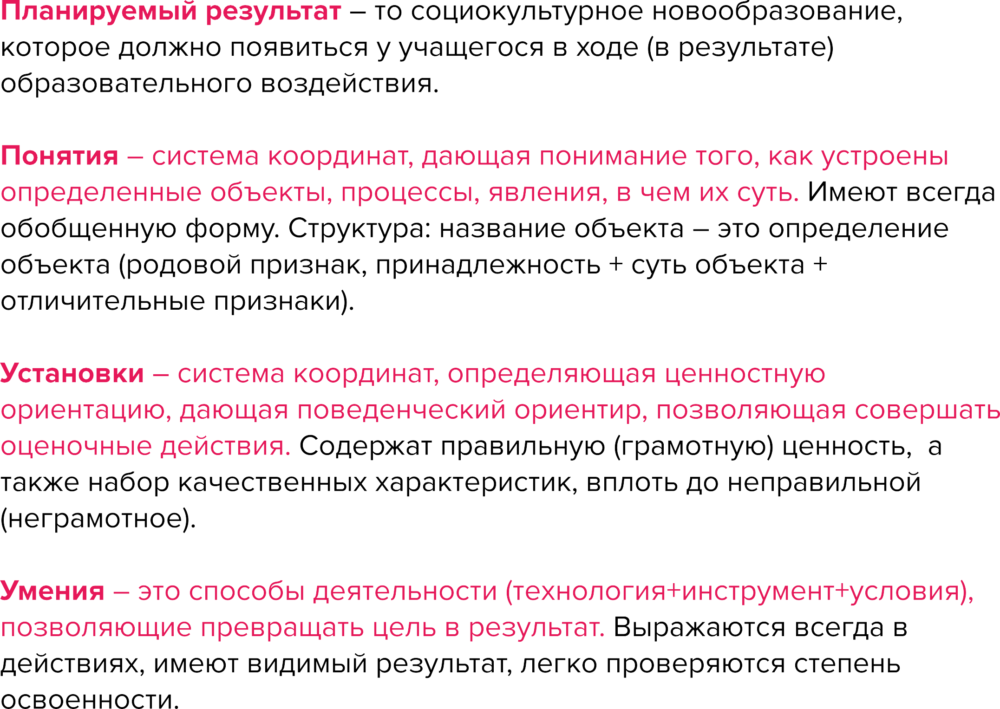 Планируемый результат – то социокультурное новообразование,
которое должно появиться у учащегося в ходе (в результате)
образовательного воздействия.
Понятия – система координат, дающая понимание того, как устроены
определенные объекты, процессы, явления, в чем их суть. Имеют всегда
обобщенную форму. Структура: название объекта – это определение
объекта (родовой признак, принадлежность + суть объекта +
отличительные признаки).
Установки – система координат, определяющая ценностную
ориентацию, дающая поведенческий ориентир, позволяющая совершать
оценочные действия. Содержат правильную (грамотную) ценность,  а
также набор качественных характеристик, вплоть до неправильной
(неграмотное).
Умения – это способы деятельности (технология+инструмент+условия),
позволяющие превращать цель в результат. Выражаются всегда в
действиях, имеют видимый результат, легко проверяются степень
освоенности.